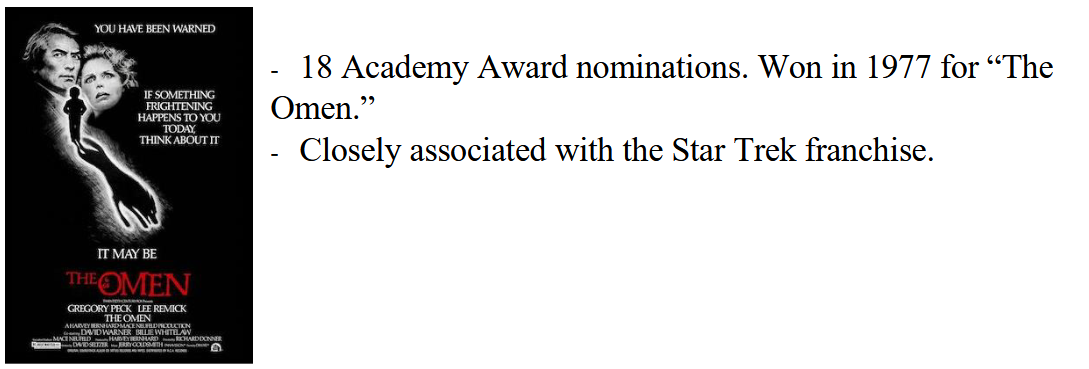 YOU HAVE BEEN WARNED
IF SOMETHING
FRIGHTENING
HAPPENS TO YOU
TODAY,
THINK ABOUT IT
IT MAY BE
THE OMEN
GREGORY PECK LEE REMICK
THE OMEN
A HARVEY BERNHARD-MACE NEUFELD PRODUCTION
DAVID WARNER BILLIE WHITELAW
MACE NEUFELD HARVEY BERNHARD RICHARD DONNER
DAVID SELTZER JERRY GOLDSMITH
- 18 Academy Award nominations. Won in 1977 for “The
Omen.”
- Closely associated with the Star Trek franchise.